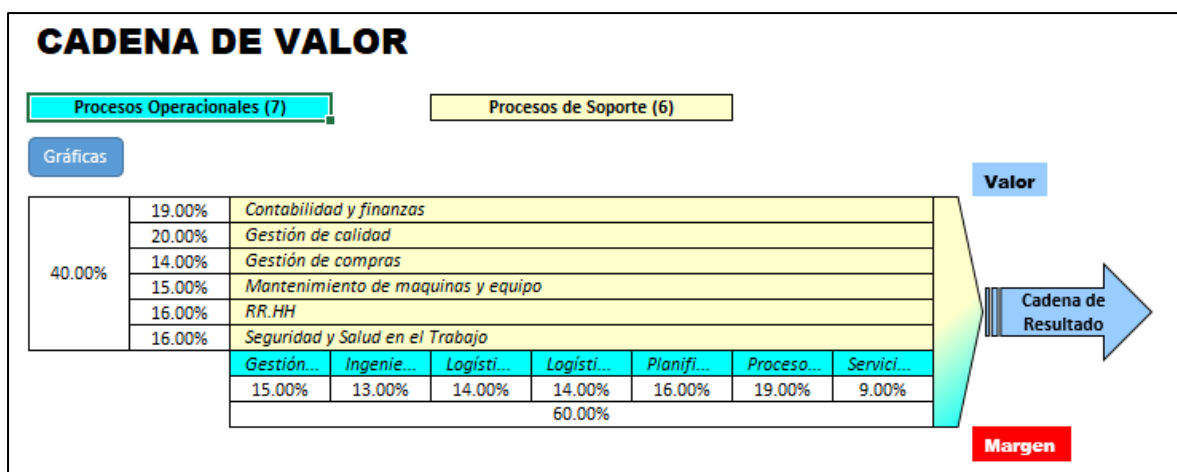 CADENA DE VALOR
Procesos Operacionales (7)
Procesos de Soporte (6)
Gráficas
Valor
40.00%
19.00% Contabilidad y finanzas
20.00% Gestión de calidad
14.00% Gestión de compras
15.00% Mantenimiento de maquinas y equipo
16.00% RR.HH
16.00% Seguridad y Salud en el Trabajo
Cadena de
Resultado
Gestión... Ingenie... Logísti... Logísti... Planifi... Proceso... Servici...
15.00% 13.00% 14.00% 14.00% 16.00% 19.00% 9.00%
60.00%
Margen